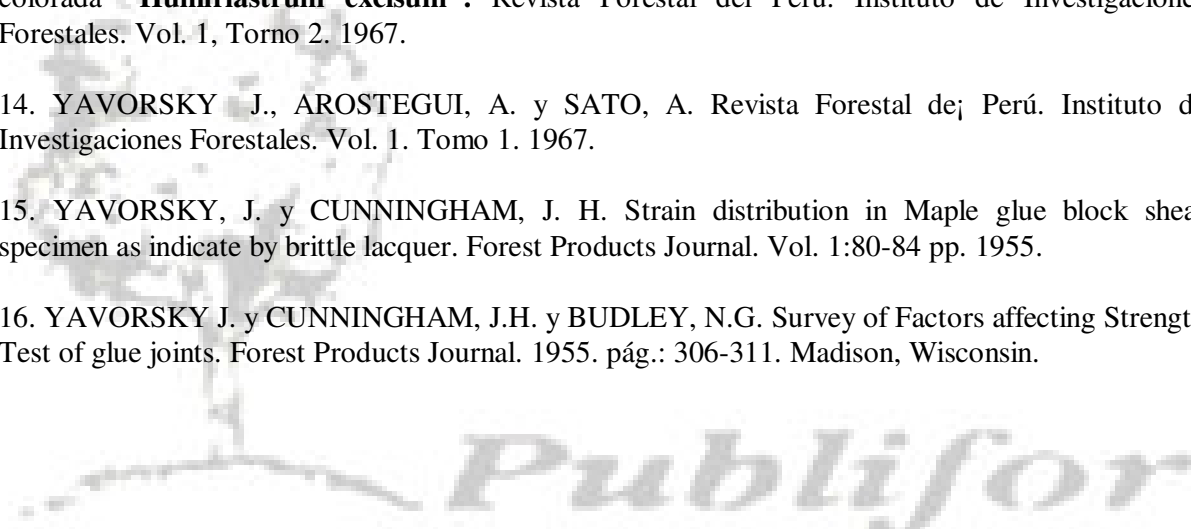 colorada "Humiriastrum excisum". Revista Forestal del Perú. Instituto de Investigacione
Forestales. Vol. 1, Torno 2. 1967.
14. YAVORSKY J., AROSTEGUI, A. y SATO, A. Revista Forestal de¡ Perú. Instituto d
Investigaciones Forestales. Vol. 1. Tomo 1. 1967.
15. YAVORSKY, J. y CUNNINGHAM, J. H. Strain distribution in Maple glue block shea
specimen as indicate by brittle lacquer. Forest Products Journal. Vol. 1:80-84 pp. 1955.
16. YAVORSKY J. y CUNNINGHAM, J.H. y BUDLEY, N.G. Survey of Factors affecting Strengt
Test of glue joints. Forest Products Journal. 1955. pág.: 306-311. Madison, Wisconsin.
Publifor